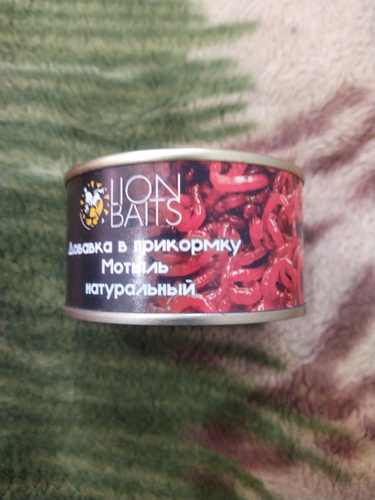 LION
BAITS
Добавка в прикормку
Мотыль
натуральный